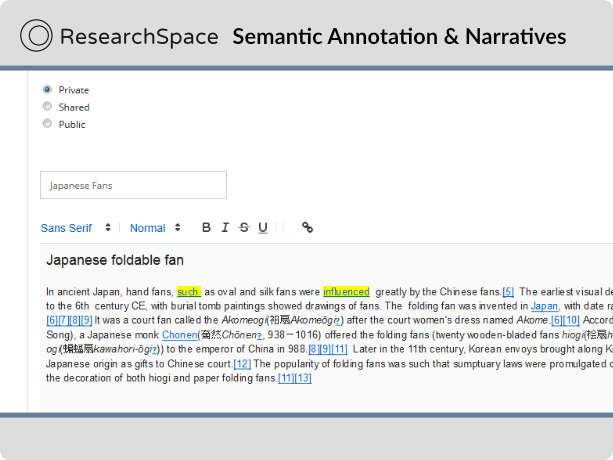 ResearchSpace Semantic Annotation & Narratives
Private
Shared
Public
Japanese Fans
Sans Serif Normal B I S U
Japanese foldable fan
In ancient Japan, hand fans, such as oval and silk fans were influenced greatly by the Chinese fans.[5] The earliest visual de
to the 6th century CE, with burial tomb paintings showed drawings of fans. The folding fan was invented in Japan, with date ra
[6][7][8][9] It was a court fan called the Akomeogi(衵扇Akomeōgi?) after the court women's dress named Akome.[6][10] Accord
Song), a Japanese monk Chonen(奝然Chōnen?, 938–1016) offered the folding fans (twenty wooden-bladed fans hiogi(桧扇h
ogi(蝙蝠扇kawahori-ōgi?)) to the emperor of China in 988.[8][9][11] Later in the 11th century, Korean envoys brought along K
Japanese origin as gifts to Chinese court.[12] The popularity of folding fans was such that sumptuary laws were promulgated d
the decoration of both hiogi and paper folding fans.[11][13]